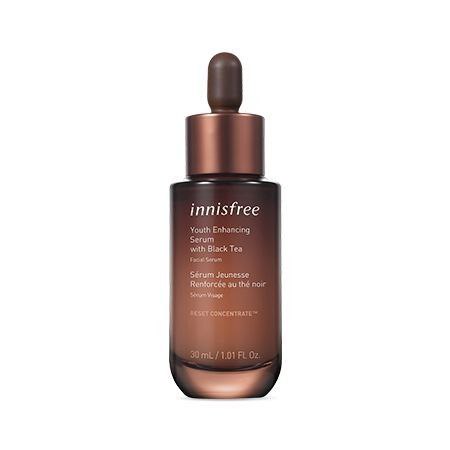 innisfree
Youth Enhancing
Serum
with Black Tea
Facial Serum
Sérum Jeunesse
Renforcée au thé noir
Sérum Visage
RESET CONCENTRATE™
30 mL / 1.01 FL Oz.